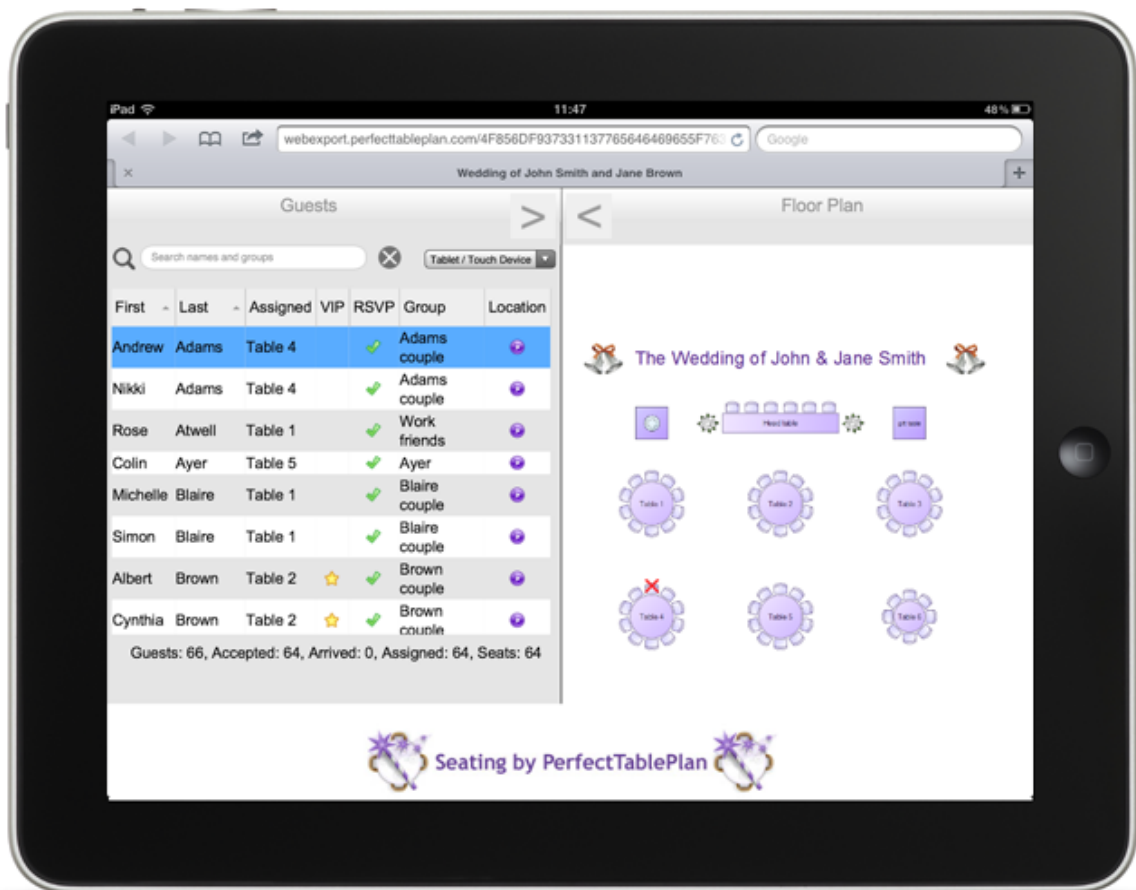 iPad 11:47 48%
webexport.perfecttableplan.com/4F856DF937331137765646469655F763 Google
Wedding of John Smith and Jane Brown
Guests > < Floor Plan
Search names and groups Tablet / Touch Device
First Last Assigned VIP RSVP Group Location
Andrew Adams Table 4 Adams
couple
Nikki Adams Table 4 Adams
couple
Rose Atwell Table 1 Work
friends
Colin Ayer Table 5 Ayer
Michelle Blaire Table 1 Blaire
couple
Simon Blaire Table 1 Blaire
couple
Albert Brown Table 2 Brown
couple
Cynthia Brown Table 2 Brown
couple
Guests: 66, Accepted: 64, Arrived: 0, Assigned: 64, Seats: 64
The Wedding of John & Jane Smith
Head table
Table 1 Table 2 Table 3
Table 4 Table 5 Table 6
Seating by PerfectTablePlan